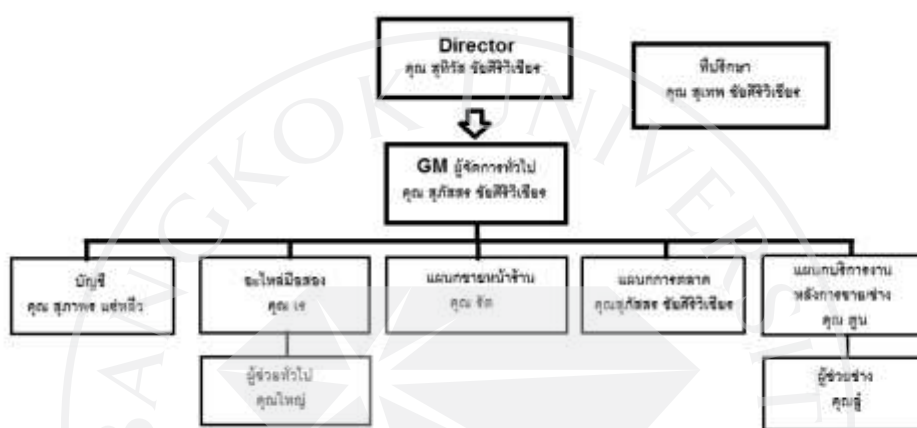 Director
คุณ สุทิวัส ชัยศิริวิเชียร
ที่ปรึกษา
คุณ สุเทพ ชัยศิริวิเชียร
GM ผู้จัดการทั่วไป
คุณ สุภัสสร ชัยศิริวิเชียร
บัญชี
คุณ สุภาพร แซ่หลิว
อะไหล่มือสอง
คุณ เร
แผนกขายหน้าร้าน
คุณ รัต
แผนกการตลาด
คุณสุภัสสร ชัยศิริวิเชียร
แผนกบริการงาน
หลังการขาย/ช่าง
คุณ ตูน
ผู้ช่วยทั่วไป
คุณใหญ่
ผู้ช่วยช่าง
BANGKOK UNIVERSIT